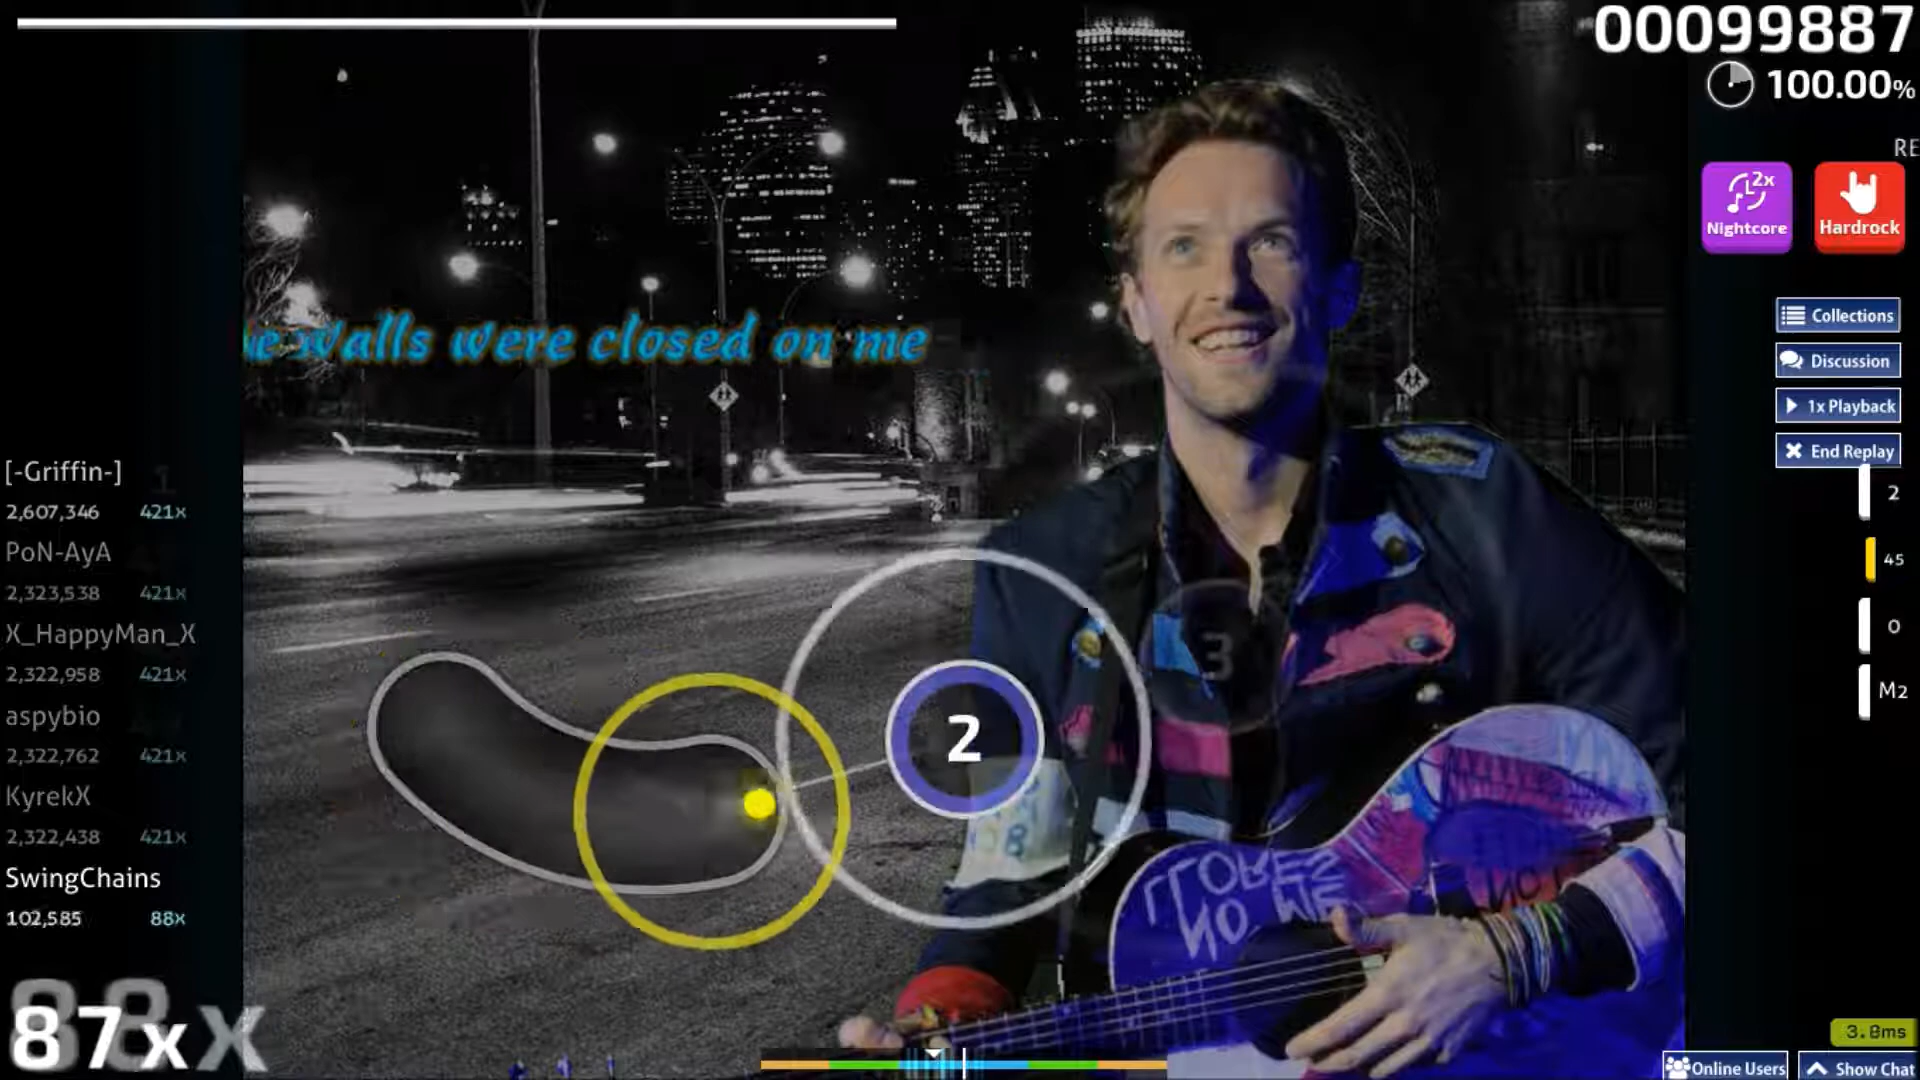 00099887
100.00%
RE
2x
Nightcore
Hardrock
walls were closed on me
Collections
Discussion
1x Playback
End Replay
2
45
0
M2
[-Griffin-]
1
2,607,346 421x
PoN-AyA
2,323,538 421x
X_HappyMan_X
2,322,958 421x
aspybio
2,322,762 421x
KyrekX
2,322,438 421x
SwingChains
102,585 88x
3
2
88
87x X
3.8ms
Online Users
Show Chat